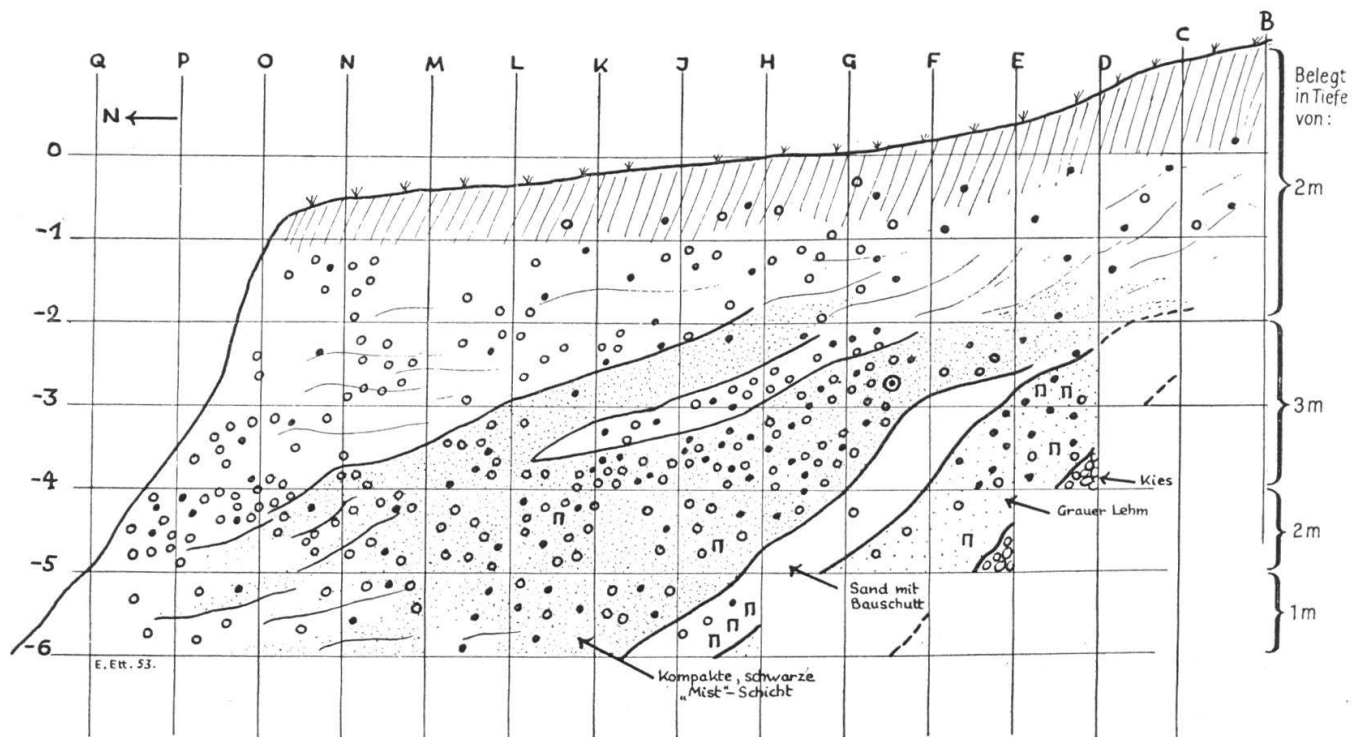 Q P O N M L K J H G F E D C B
N
Belegt
in Tiefe
von:
0
-1
-2
-3
-4
-5
-6
2m
3m
2m
1m
Kies
Grauer Lehm
Sand mit
Bauschutt
Kompakte, schwarze
„Mist"-Schicht
E. Ett. 53.